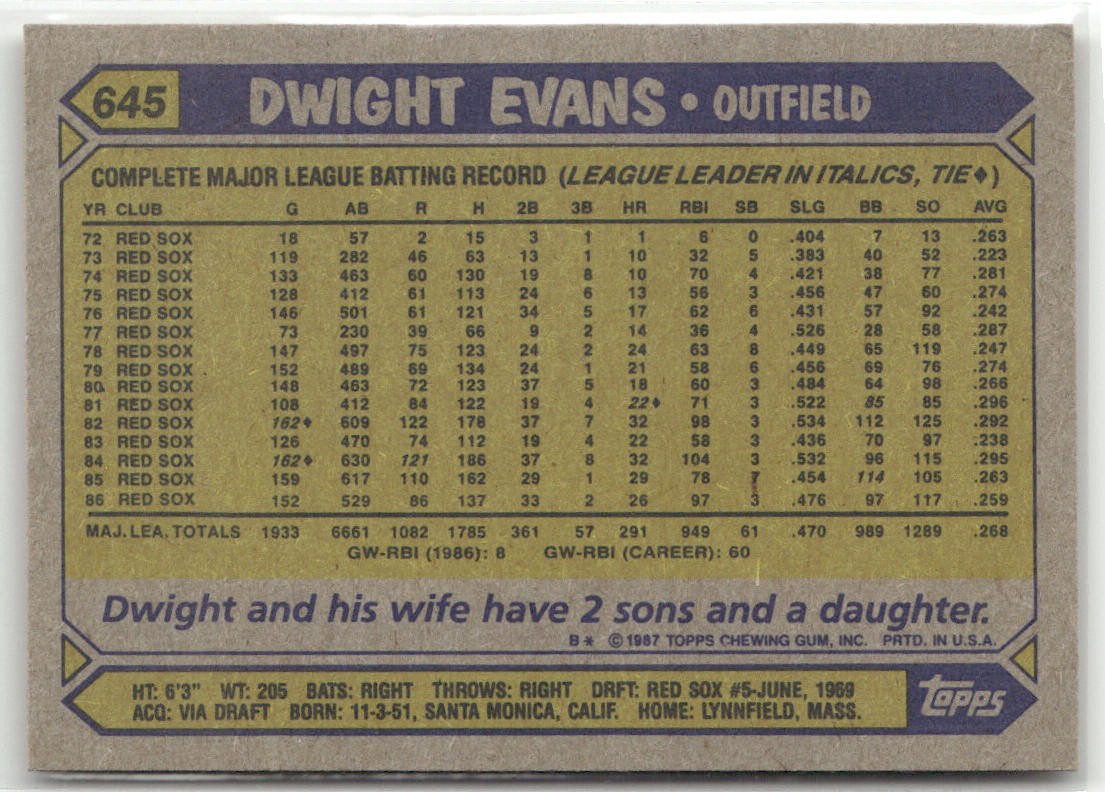 645 DWIGHT EVANS • OUTFIELD
COMPLETE MAJOR LEAGUE BATTING RECORD (LEAGUE LEADER IN ITALICS, TIE♦)
YR CLUB G AB R H 2B 3B HR RBI SB SLG BB SO AVG
72 RED SOX 18 57 2 15 3 1 1 6 0 .404 7 13 .263
73 RED SOX 119 282 46 63 13 1 10 32 5 .383 40 52 .223
74 RED SOX 133 463 60 130 19 8 10 70 4 .421 38 77 .281
75 RED SOX 128 412 61 113 24 6 13 56 3 .456 47 60 .274
76 RED SOX 146 501 61 121 34 5 17 62 6 .431 57 92 .242
77 RED SOX 73 230 39 66 9 2 14 36 4 .526 28 58 .287
78 RED SOX 147 497 75 123 24 2 24 63 8 .449 65 119 .247
79 RED SOX 152 489 69 134 24 1 21 58 6 .456 69 76 .274
80 RED SOX 148 463 72 123 37 5 18 60 3 .484 64 98 .266
81 RED SOX 108 412 84 122 19 4 22♦ 71 3 .522 85 85 .296
82 RED SOX 162♦ 609 122 178 37 7 32 98 3 .534 112 125 .292
83 RED SOX 126 470 74 112 19 4 22 58 3 .436 70 97 .238
84 RED SOX 162♦ 630 121 186 37 8 32 104 3 .532 96 115 .295
85 RED SOX 159 617 110 162 29 1 29 78 7 .454 114 105 .263
86 RED SOX 152 529 86 137 33 2 26 97 3 .476 97 117 .259
MAJ. LEA. TOTALS 1933 6661 1082 1785 361 57 291 949 61 .470 989 1289 .268
GW-RBI (1986): 8 GW-RBI (CAREER): 60
Dwight and his wife have 2 sons and a daughter.
B* © 1987 TOPPS CHEWING GUM, INC. PRTD. IN U.S.A.
HT: 6'3" WT: 205 BATS: RIGHT THROWS: RIGHT DRFT: RED SOX #5-JUNE, 1969
ACQ: VIA DRAFT BORN: 11-3-51, SANTA MONICA, CALIF. HOME: LYNNFIELD, MASS.
topps